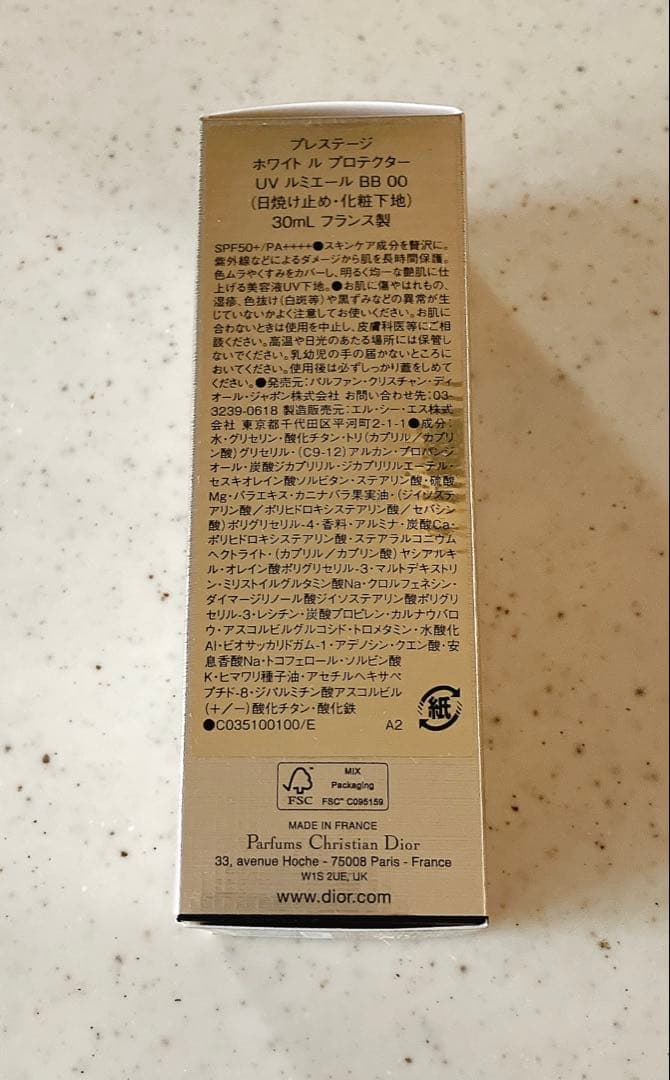 プレステージ
ホワイト ル プロテクター
UV ルミエール BB 00
(日焼け止め・化粧下地)
30mL フランス製
SPF50+/PA++++●スキンケア成分を贅沢に。
紫外線などによるダメージから肌を長時間保護。
色ムラやくすみをカバーし、明るく均一な艶肌に仕
上げる美容液UV下地。●お肌に傷やはれもの、
湿疹、色抜け(白斑等)や黒ずみなどの異常が生
じていないかよく注意してお使いください。お肌に
合わないときは使用を中止し、皮膚科医等にご相
談ください。高温や日光のあたる場所には保管し
ないでください。乳幼児の手の届かないところに
おいてください。使用後は必ずしっかり蓋をしめて
ください。●発売元:パルファン・クリスチャン・ディ
オール・ジャポン株式会社 お問い合わせ先:03-
3239-0618 製造販売元:エル・シー・エス株式
会社 東京都千代田区平河町2-1-1●成分:
水・グリセリン・酸化チタン・トリ(カプリル/カプリ
ン酸)グリセリル・(C9-12)アルカン・プロパンジ
オール・炭酸ジカプリリル・ジカプリリルエーテル・
セスキオレイン酸ソルビタン・ステアリン酸・硫酸
Mg・バラエキス・カニナバラ果実油・(ジイソステ
アリン酸/ポリヒドロキシステアリン酸/セバシン
酸)ポリグリセリル-4・香料・アルミナ・炭酸Ca・
ポリヒドロキシステアリン酸・ステアラルコニウム
ヘクトライト・(カプリル/カプリン酸)ヤシアルキ
ル・オレイン酸ポリグリセリル-3・マルトデキストリ
ン・ミリストイルグルタミン酸Na・クロルフェネシン・
ダイマージリノール酸ジイソステアリン酸ポリグリ
セリル-3・レシチン・炭酸プロピレン・カルナウバロ
ウ・アスコルビルグルコシド・トロメタミン・水酸化
Al・ビオサッカリドガム-1・アデノシン・クエン酸・安
息香酸Na・トコフェロール・ソルビン酸
K・ヒマワリ種子油・アセチルヘキサペ
プチド-8・ジパルミチン酸アスコルビル
(+/-)酸化チタン・酸化鉄
●C035100100/E A2
紙
FSC
MIX
Packaging
FSC™ C095159
MADE IN FRANCE
Parfums Christian Dior
33, avenue Hoche - 75008 Paris - France
W1S 2UE, UK
www.dior.com